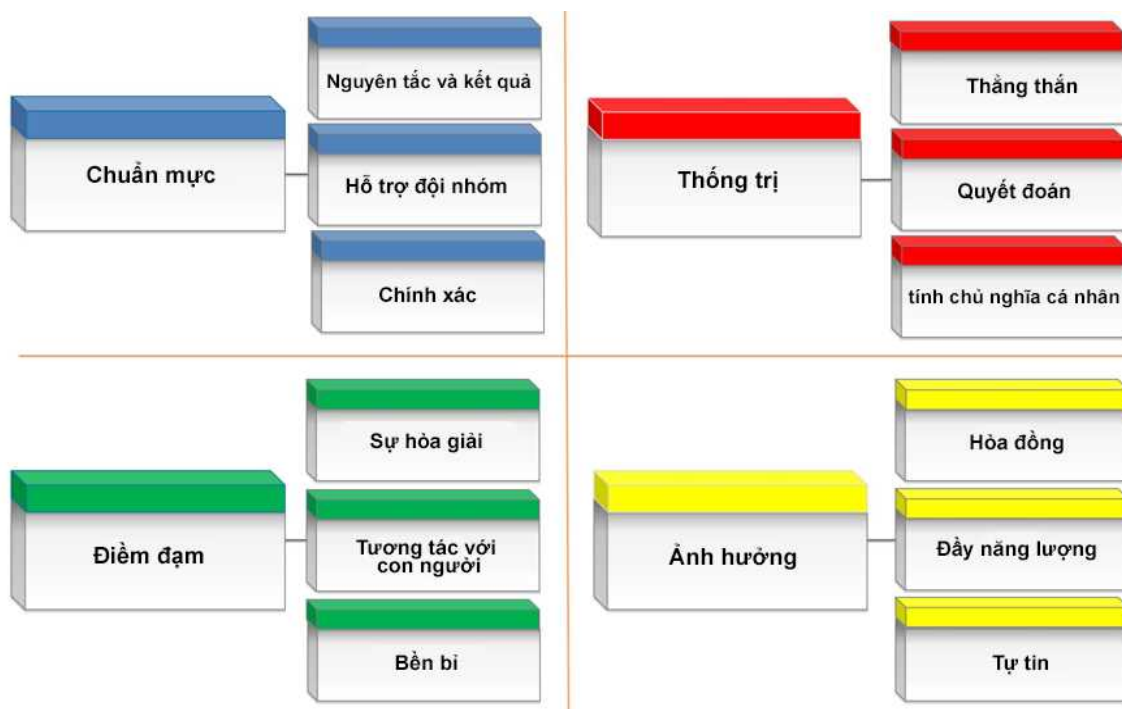 Chuẩn mực
Nguyên tắc và kết quả
Hỗ trợ đội nhóm
Chính xác
Thống trị
Thẳng thắn
Quyết đoán
tính chủ nghĩa cá nhân
Điềm đạm
Sự hòa giải
Tương tác với
con người
Bền bỉ
Ảnh hưởng
Hòa đồng
Đầy năng lượng
Tự tin